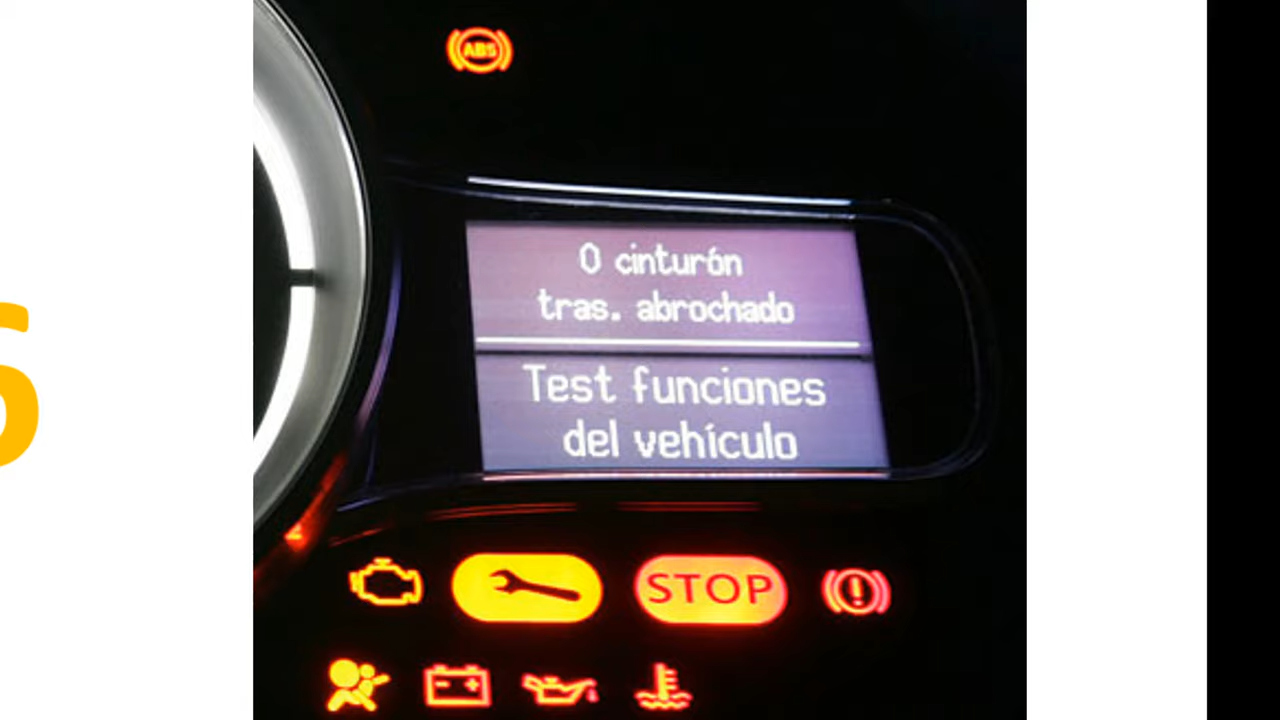 ABS
0 cinturón
tras. abrochado
Test funciones
del vehículo
STOP